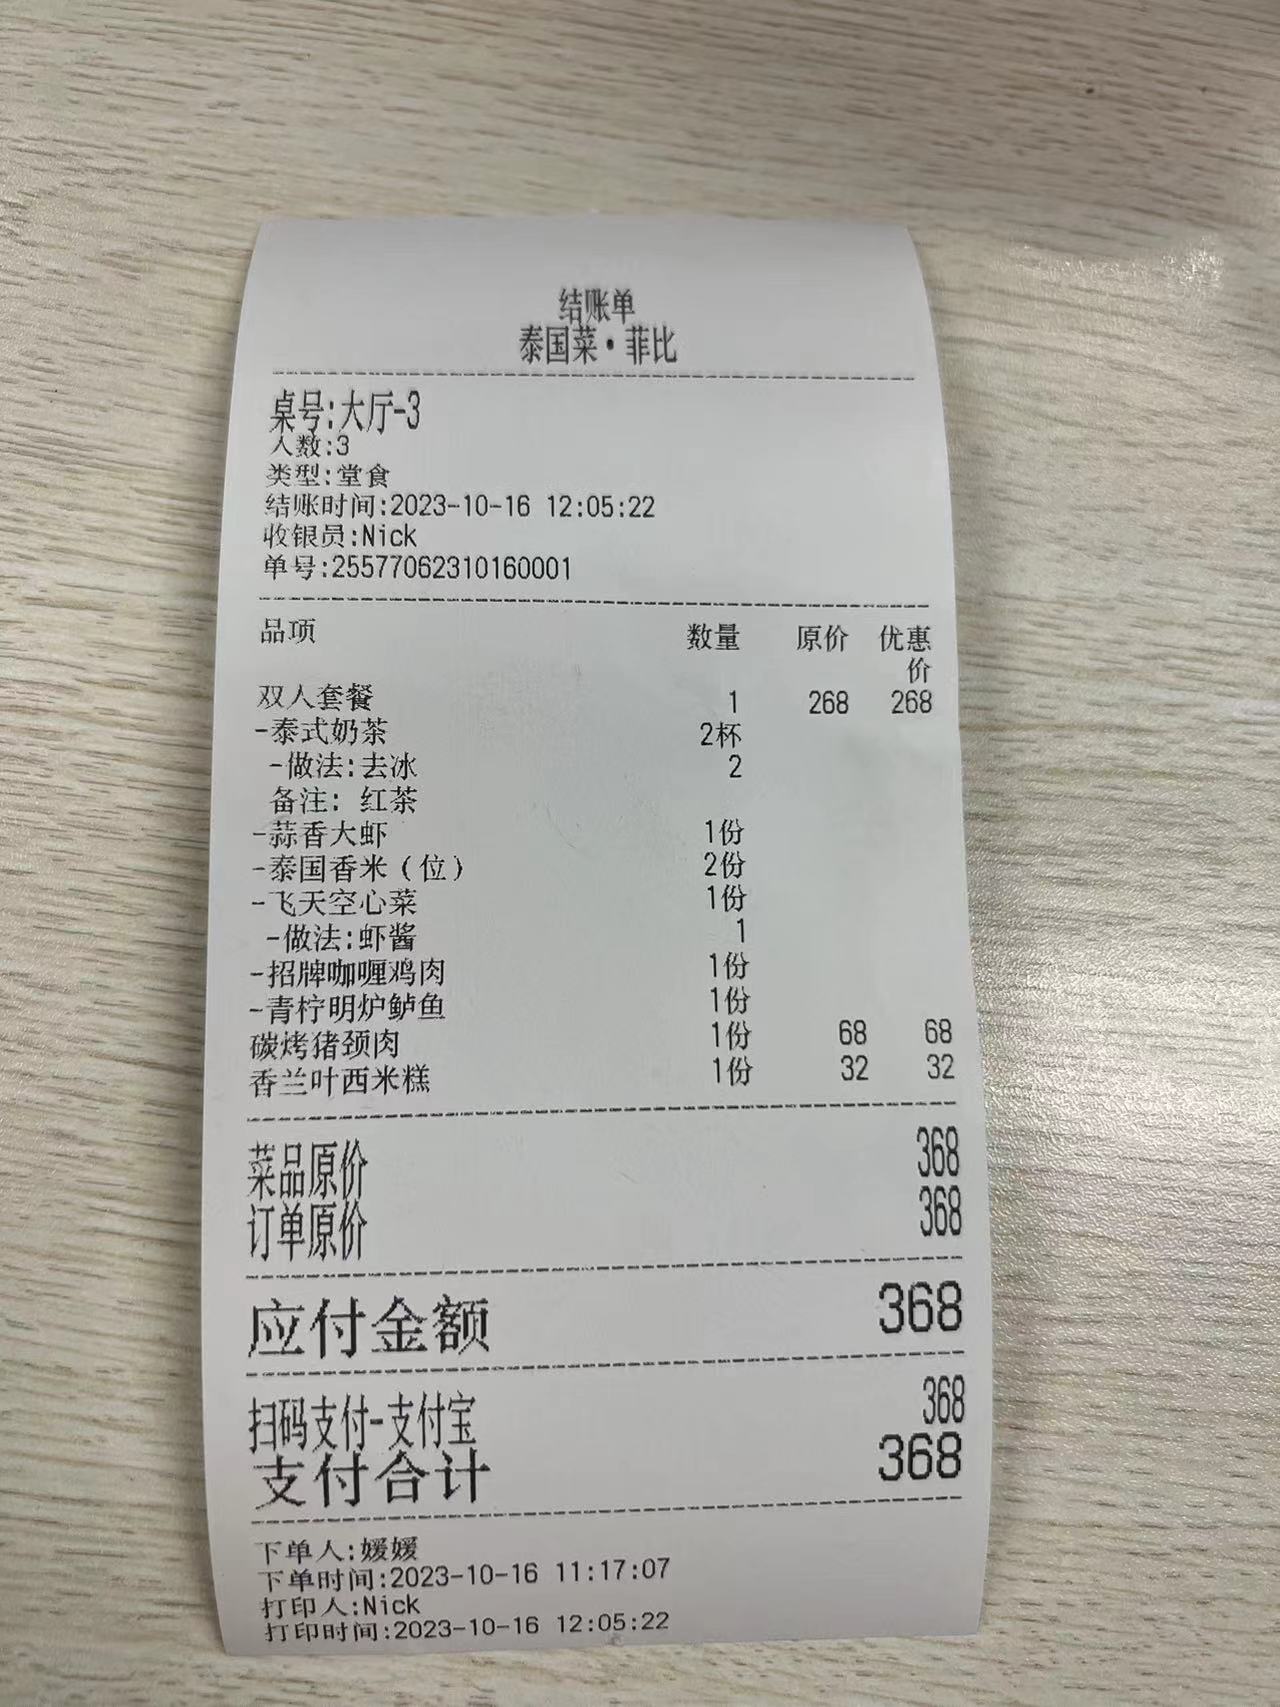 结账单
泰国菜·菲比
桌号:大厅-3
人数:3
类型:堂食
结账时间:2023-10-16 12:05:22
收银员:Nick
单号:25577062310160001
品项 数量 原价 优惠价
双人套餐 1 268 268
-泰式奶茶 2杯
-做法:去冰 2
备注: 红茶
-蒜香大虾 1份
-泰国香米(位) 2份
-飞天空心菜 1份
-做法:虾酱 1
-招牌咖喱鸡肉 1份
-青柠明炉鲈鱼 1份
碳烤猪颈肉 1份 68 68
香兰叶西米糕 1份 32 32
菜品原价 368
订单原价 368
应付金额 368
扫码支付-支付宝 368
支付合计 368
下单人:媛媛
下单时间:2023-10-16 11:17:07
打印人:Nick
打印时间:2023-10-16 12:05:22